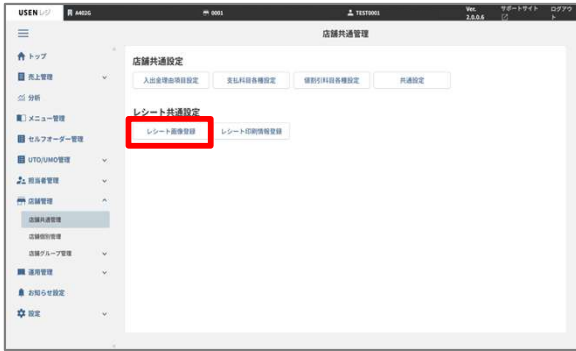 USEN レジ A402G 0001 TEST0001 Ver. 2.0.0.6 サポートサイト ログアウト
店舗共通管理
トップ
売上管理
分析
メニュー管理
セルフオーダー管理
UTO/UMO管理
担当者管理
店舗管理
店舗共通管理
店舗個別管理
店舗グループ管理
運用管理
お知らせ設定
設定
店舗共通設定
入出金理由項目設定 支払科目各種設定 値割引科目各種設定 共通設定
レシート共通設定
レシート画像登録 レシート印刷情報登録